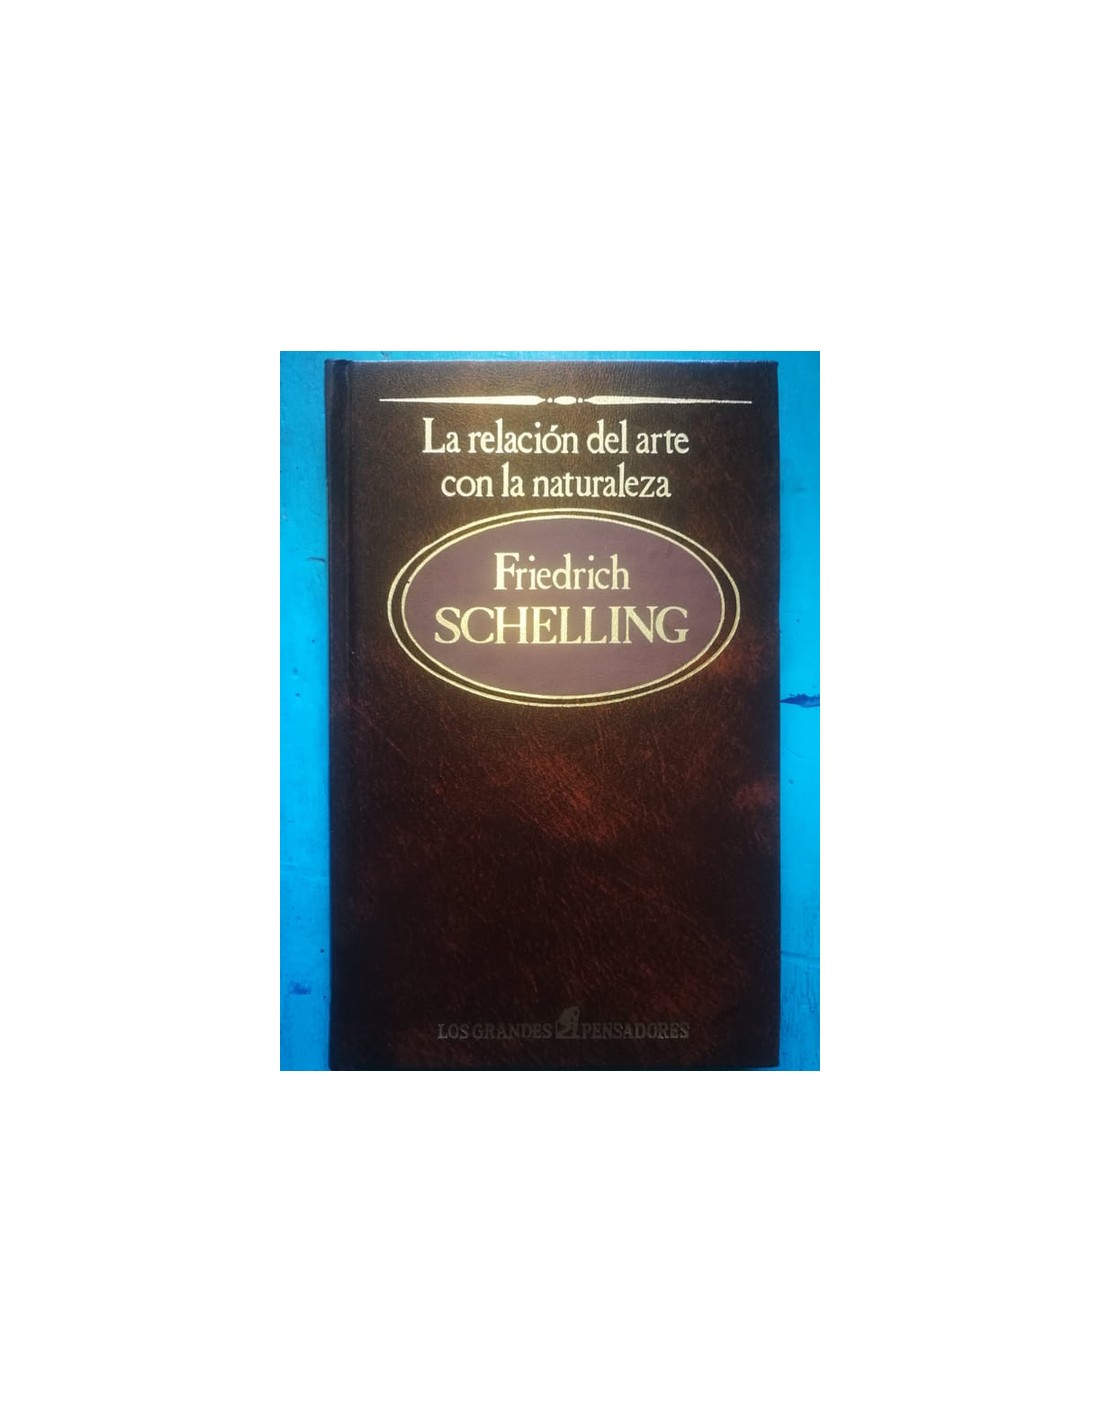 La relación del arte
con la naturaleza
Friedrich
SCHELLING
LOS GRANDES PENSADORES